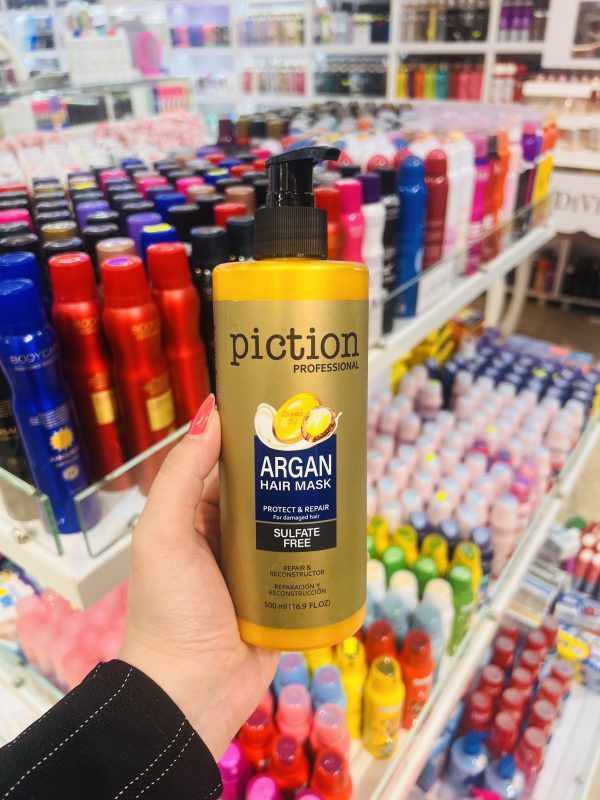 piction
PROFESSIONAL
Argan
Oil
ARGAN
HAIR MASK
PROTECT & REPAIR
For damaged hair
SULFATE
FREE
REPAIR &
RECONSTRUCTOR
REPARACIÓN Y
RECONSTRUCCIÓN
500 ml (16.9 FL.OZ)